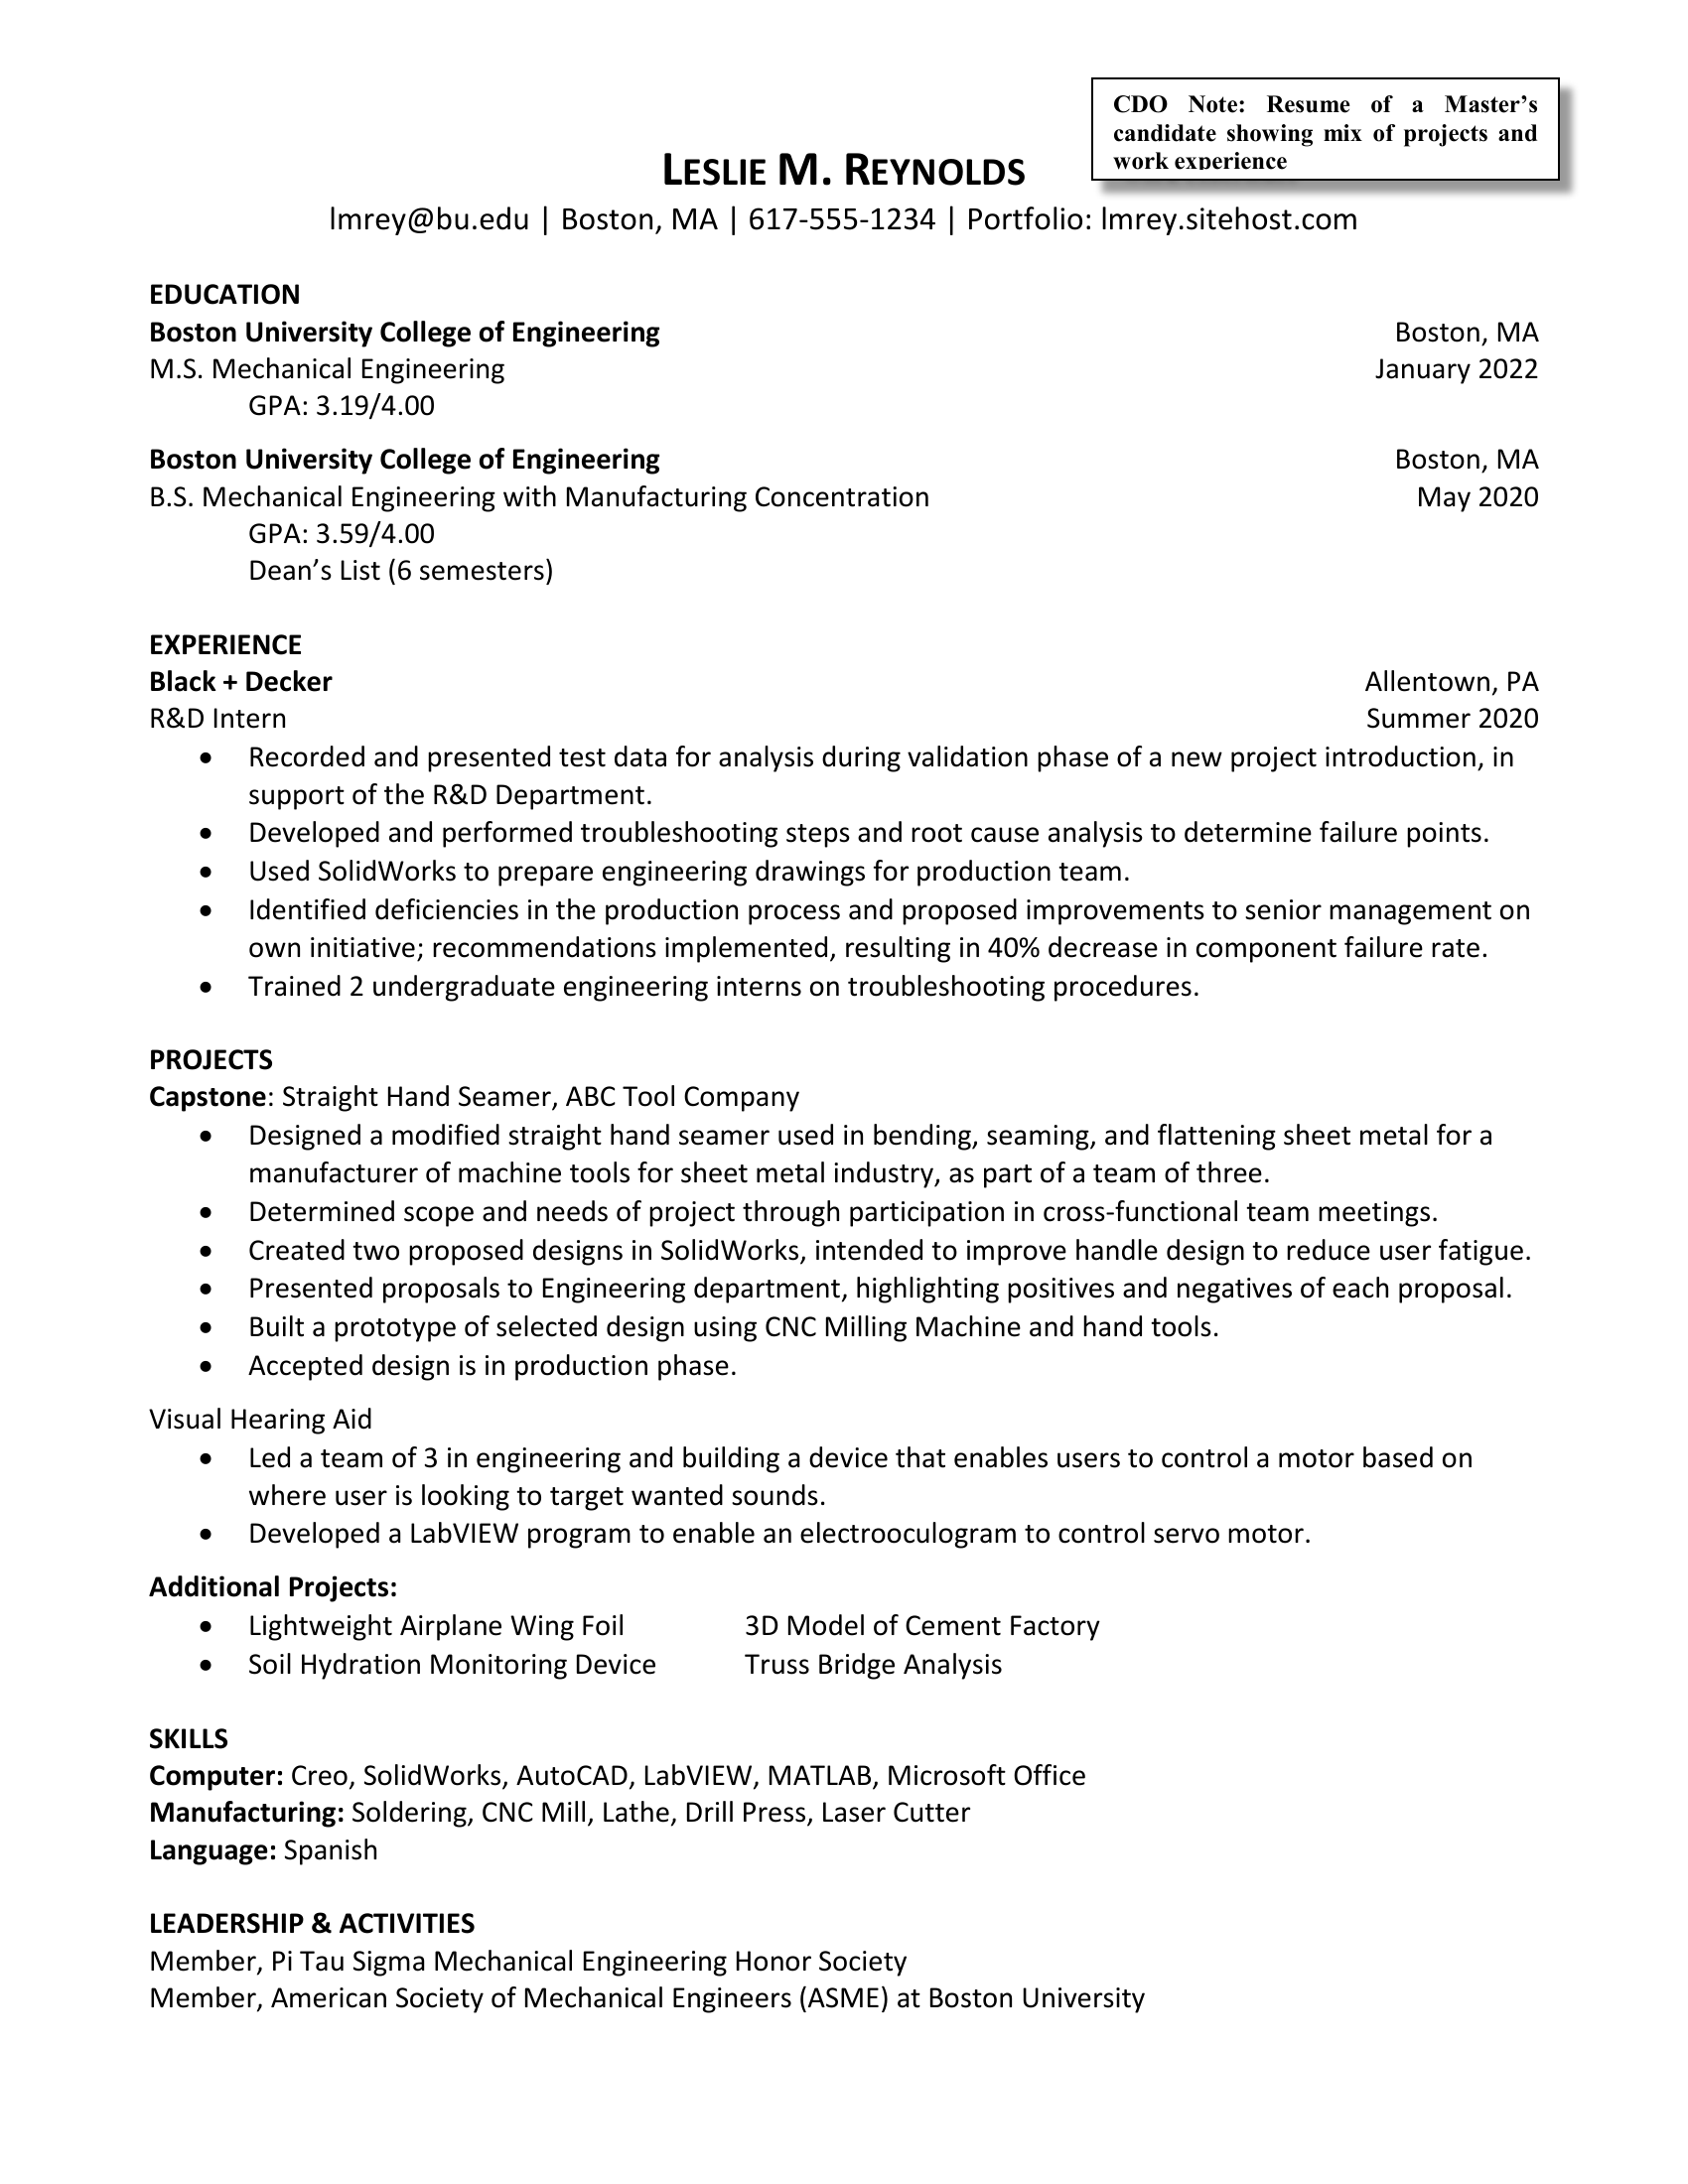 CDO Note: Resume of a Master’s
candidate showing mix of projects and
work experience
LESLIE M. REYNOLDS
lmrey@bu.edu | Boston, MA | 617-555-1234 | Portfolio: lmrey.sitehost.com
EDUCATION
Boston University College of Engineering Boston, MA
M.S. Mechanical Engineering January 2022
GPA: 3.19/4.00
Boston University College of Engineering Boston, MA
B.S. Mechanical Engineering with Manufacturing Concentration May 2020
GPA: 3.59/4.00
Dean’s List (6 semesters)
EXPERIENCE
Black + Decker Allentown, PA
R&D Intern Summer 2020
• Recorded and presented test data for analysis during validation phase of a new project introduction, in
support of the R&D Department.
• Developed and performed troubleshooting steps and root cause analysis to determine failure points.
• Used SolidWorks to prepare engineering drawings for production team.
• Identified deficiencies in the production process and proposed improvements to senior management on
own initiative; recommendations implemented, resulting in 40% decrease in component failure rate.
• Trained 2 undergraduate engineering interns on troubleshooting procedures.
PROJECTS
Capstone: Straight Hand Seamer, ABC Tool Company
• Designed a modified straight hand seamer used in bending, seaming, and flattening sheet metal for a
manufacturer of machine tools for sheet metal industry, as part of a team of three.
• Determined scope and needs of project through participation in cross-functional team meetings.
• Created two proposed designs in SolidWorks, intended to improve handle design to reduce user fatigue.
• Presented proposals to Engineering department, highlighting positives and negatives of each proposal.
• Built a prototype of selected design using CNC Milling Machine and hand tools.
• Accepted design is in production phase.
Visual Hearing Aid
• Led a team of 3 in engineering and building a device that enables users to control a motor based on
where user is looking to target wanted sounds.
• Developed a LabVIEW program to enable an electrooculogram to control servo motor.
Additional Projects:
• Lightweight Airplane Wing Foil 3D Model of Cement Factory
• Soil Hydration Monitoring Device Truss Bridge Analysis
SKILLS
Computer: Creo, SolidWorks, AutoCAD, LabVIEW, MATLAB, Microsoft Office
Manufacturing: Soldering, CNC Mill, Lathe, Drill Press, Laser Cutter
Language: Spanish
LEADERSHIP & ACTIVITIES
Member, Pi Tau Sigma Mechanical Engineering Honor Society
Member, American Society of Mechanical Engineers (ASME) at Boston University